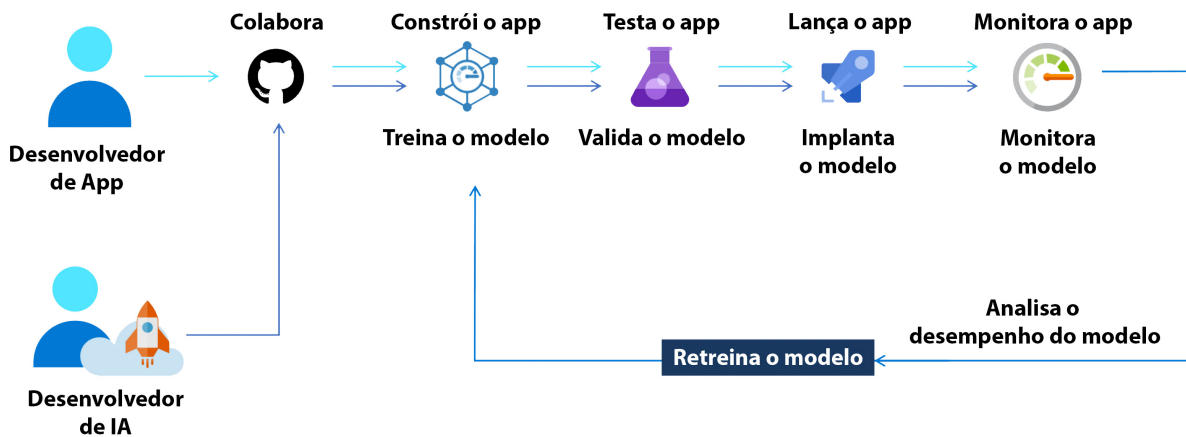 Colabora
Constrói o app
Testa o app
Lança o app
Monitora o app
Treina o modelo
Valida o modelo
Implanta
o modelo
Monitora
o modelo
Desenvolvedor
de App
Analisa o
desempenho do modelo
Retreina o modelo
Desenvolvedor
de IA